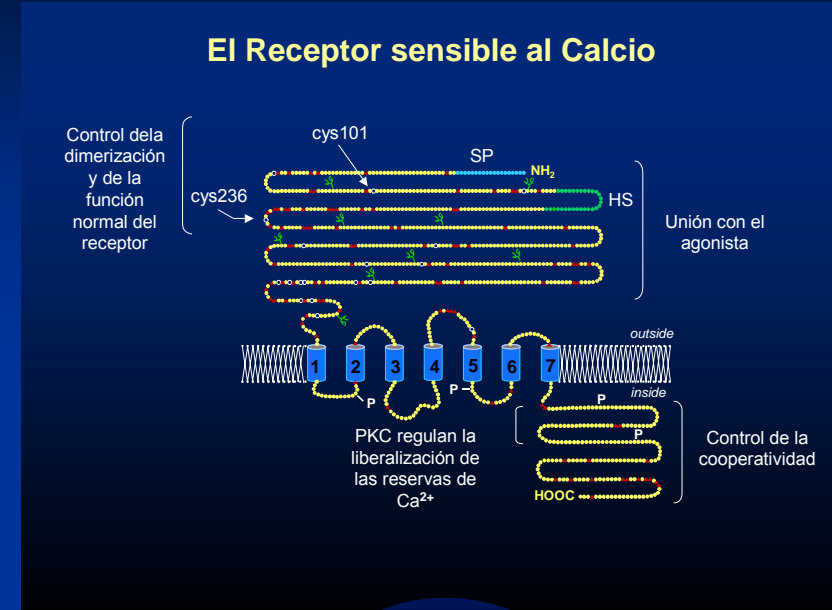 El Receptor sensible al Calcio
Control dela
dimerización
y de la
función
normal del
receptor
cys101
cys236
SP
NH2
HS
Unión con el
agonista
outside
1 2 3 4 5 6 7
inside
P
P
P
P
PKC regulan la
liberalización de
las reservas de
Ca2+
Control de la
cooperatividad
HOOC